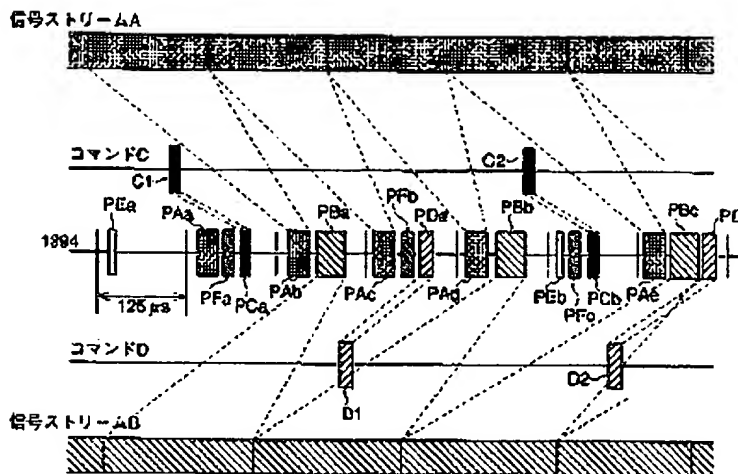 信号ストリームA
コマンドC
C1
C2
PEa
PAa
PFa
PCa
PAb
PBa
PAc
PFb
PDa
PAd
PBb
PEb
PFc
PCb
PAe
PBc
1394
125μs
コマンドD
D1
D2
信号ストリームB